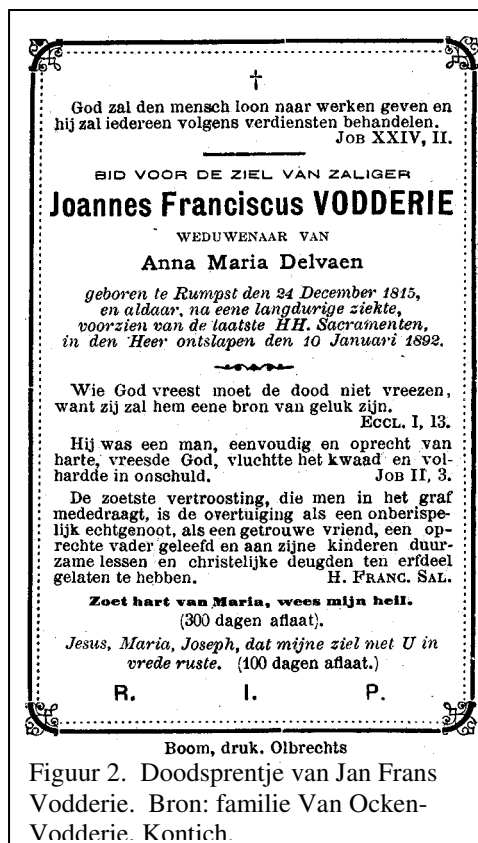 †
God zal den mensch loon naar werken geven en
hij zal iedereen volgens verdiensten behandelen.
JOB XXIV, II.
BID VOOR DE ZIEL VAN ZALIGER
Joannes Franciscus VODDERIE
WEDUWENAAR VAN
Anna Maria Delvaen
geboren te Rumpst den 24 December 1815,
en aldaar, na eene langdurige ziekte,
voorzien van de laatste HH. Sacramenten,
in den Heer ontslapen den 10 Januari 1892.
Wie God vreest moet de dood niet vreezen,
want zij zal hem eene bron van geluk zijn.
ECCL. I, 13.
Hij was een man, eenvoudig en oprecht van
harte, vreesde God, vluchtte het kwaad en vol-
hardde in onschuld. JOB II, 3.
De zoetste vertroosting, die men in het graf
mededraagt, is de overtuiging als een onberispe-
lijk echtgenoot, als een getrouwe vriend, een op-
rechte vader geleefd en aan zijne kinderen duur-
zame lessen en christelijke deugden ten erfdeel
gelaten te hebben. H. FRANC. SAL.
Zoet hart van Maria, wees mijn heil.
(300 dagen aflaat).
Jesus, Maria, Joseph, dat mijne ziel met U in
vrede ruste. (100 dagen aflaat.)
R. I. P.
Boom, druk. Olbrechts
Figuur 2. Doodsprentje van Jan Frans
Vodderie. Bron: familie Van Ocken-
Vodderie, Kontich.